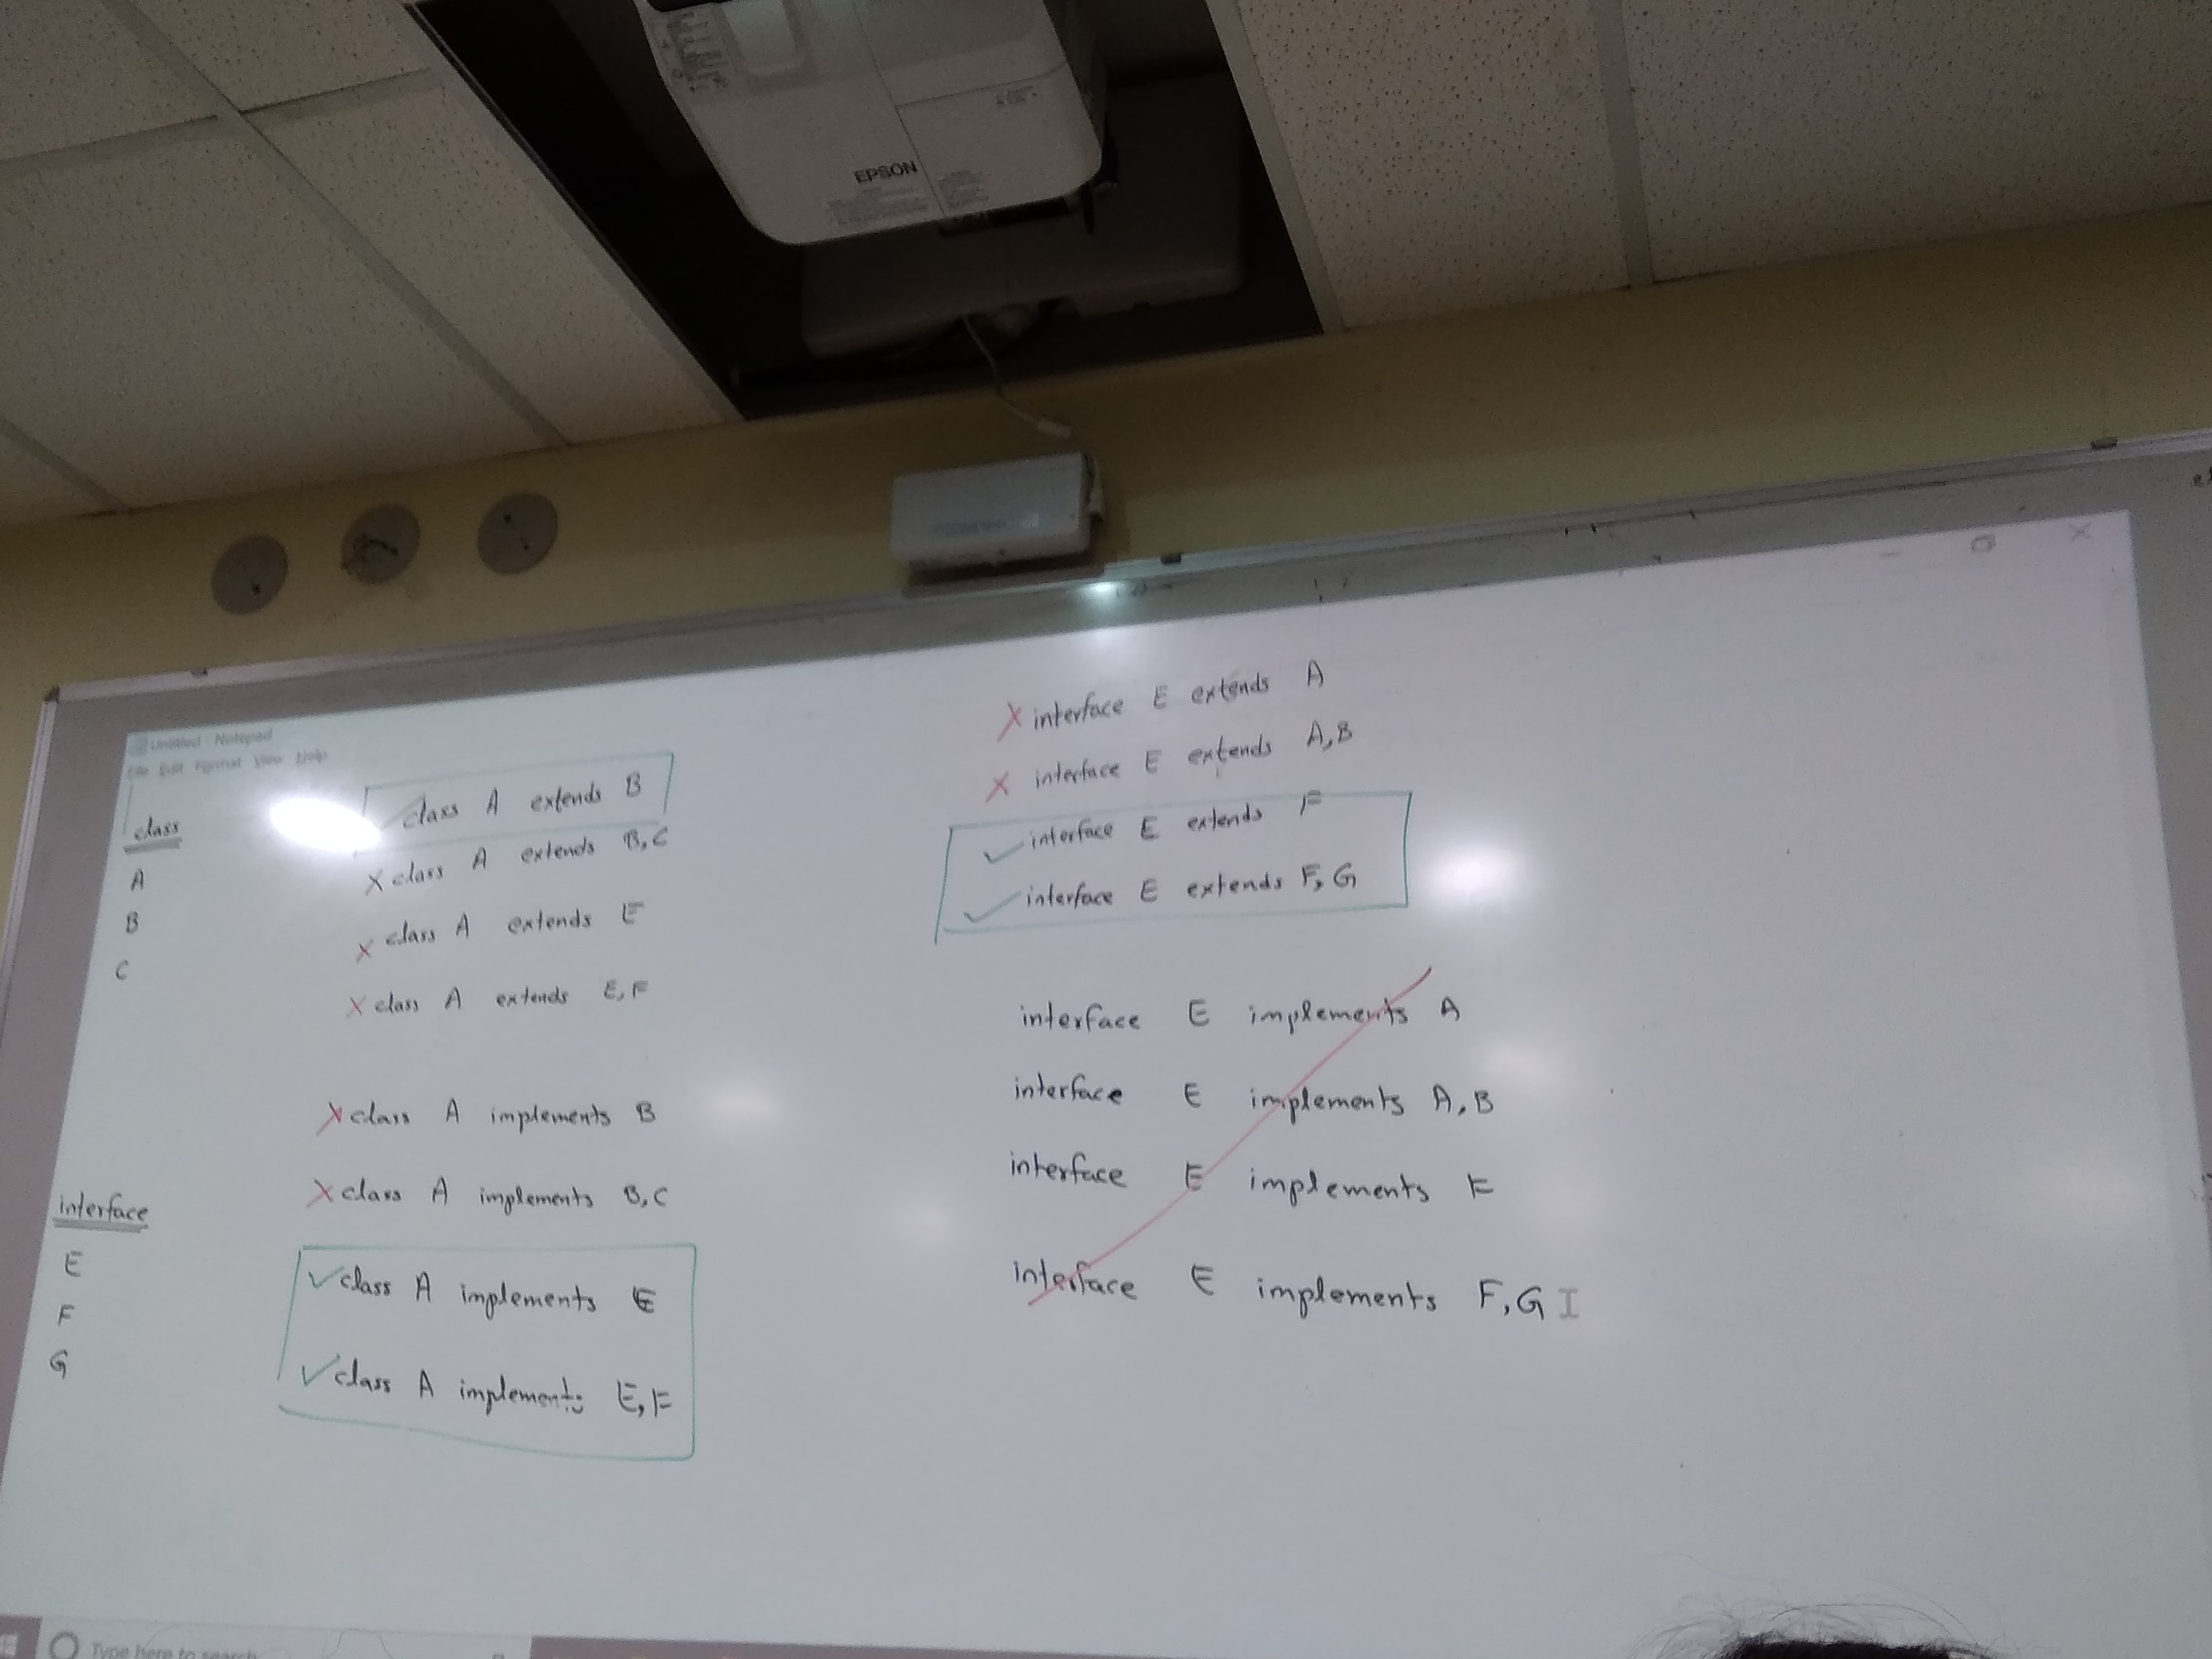 EPSON
Untitled - Notepad
File Edit Format View Help
class
A
B
C
interface
E
F
G
✓ class A extends B
X class A extends B, C
X class A extends E
X class A extends E, F
X class A implements B
X class A implements B, C
✓ class A implements E
✓ class A implements E, F
X interface E extends A
X interface E extends A, B
✓ interface E extends F
✓ interface E extends F, G
interface E implements A
interface E implements A, B
interface E implements F
interface E implements F, G
Type here to search